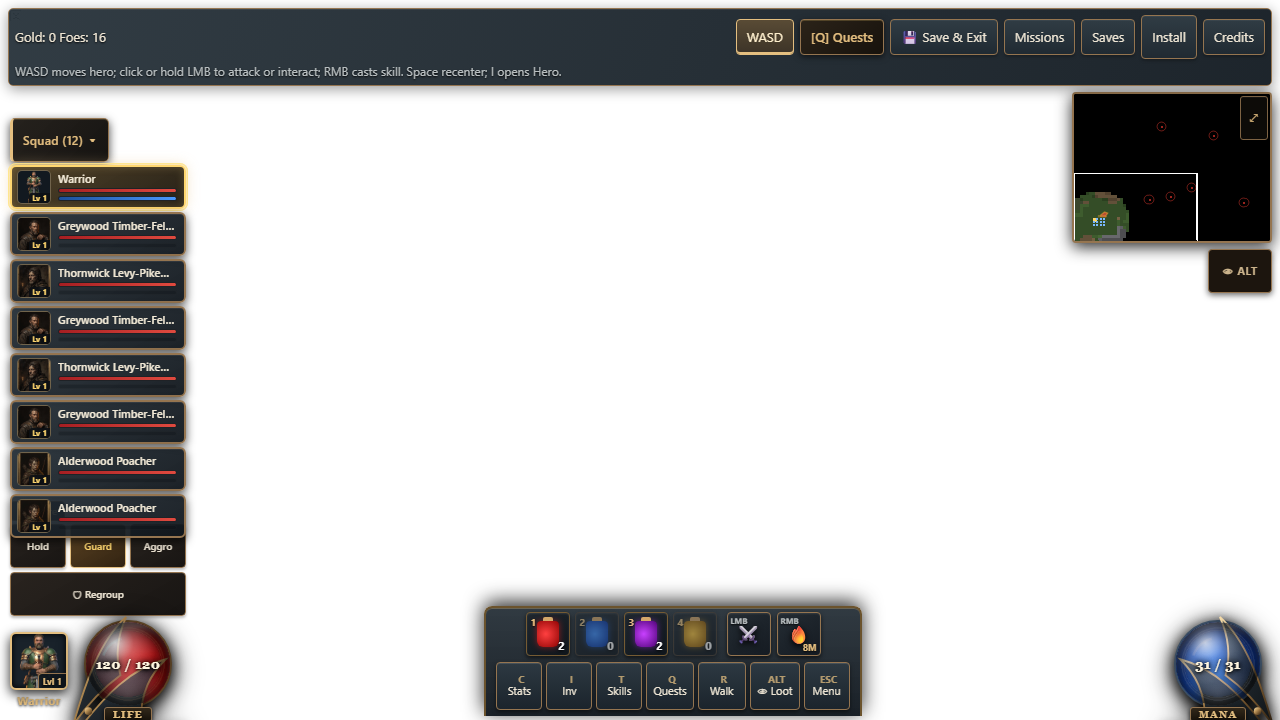 Gold: 0 Foes: 16
WASD
[Q] Quests
Save & Exit
Missions
Saves
Install
Credits
WASD moves hero; click or hold LMB to attack or interact; RMB casts skill. Space recenter; I opens Hero.
Squad (12)
Warrior
Lv 1
Greywood Timber-Fel...
Lv 1
Thornwick Levy-Pike...
Lv 1
Greywood Timber-Fel...
Lv 1
Thornwick Levy-Pike...
Lv 1
Greywood Timber-Fel...
Lv 1
Alderwood Poacher
Lv 1
Alderwood Poacher
Lv 1
Hold
Guard
Aggro
Regroup
ALT
Lvl 1
Warrior
120 / 120
LIFE
1
2
2
0
3
2
4
0
LMB
RMB
8M
C
Stats
I
Inv
T
Skills
Q
Quests
R
Walk
ALT
Loot
ESC
Menu
31 / 31
MANA